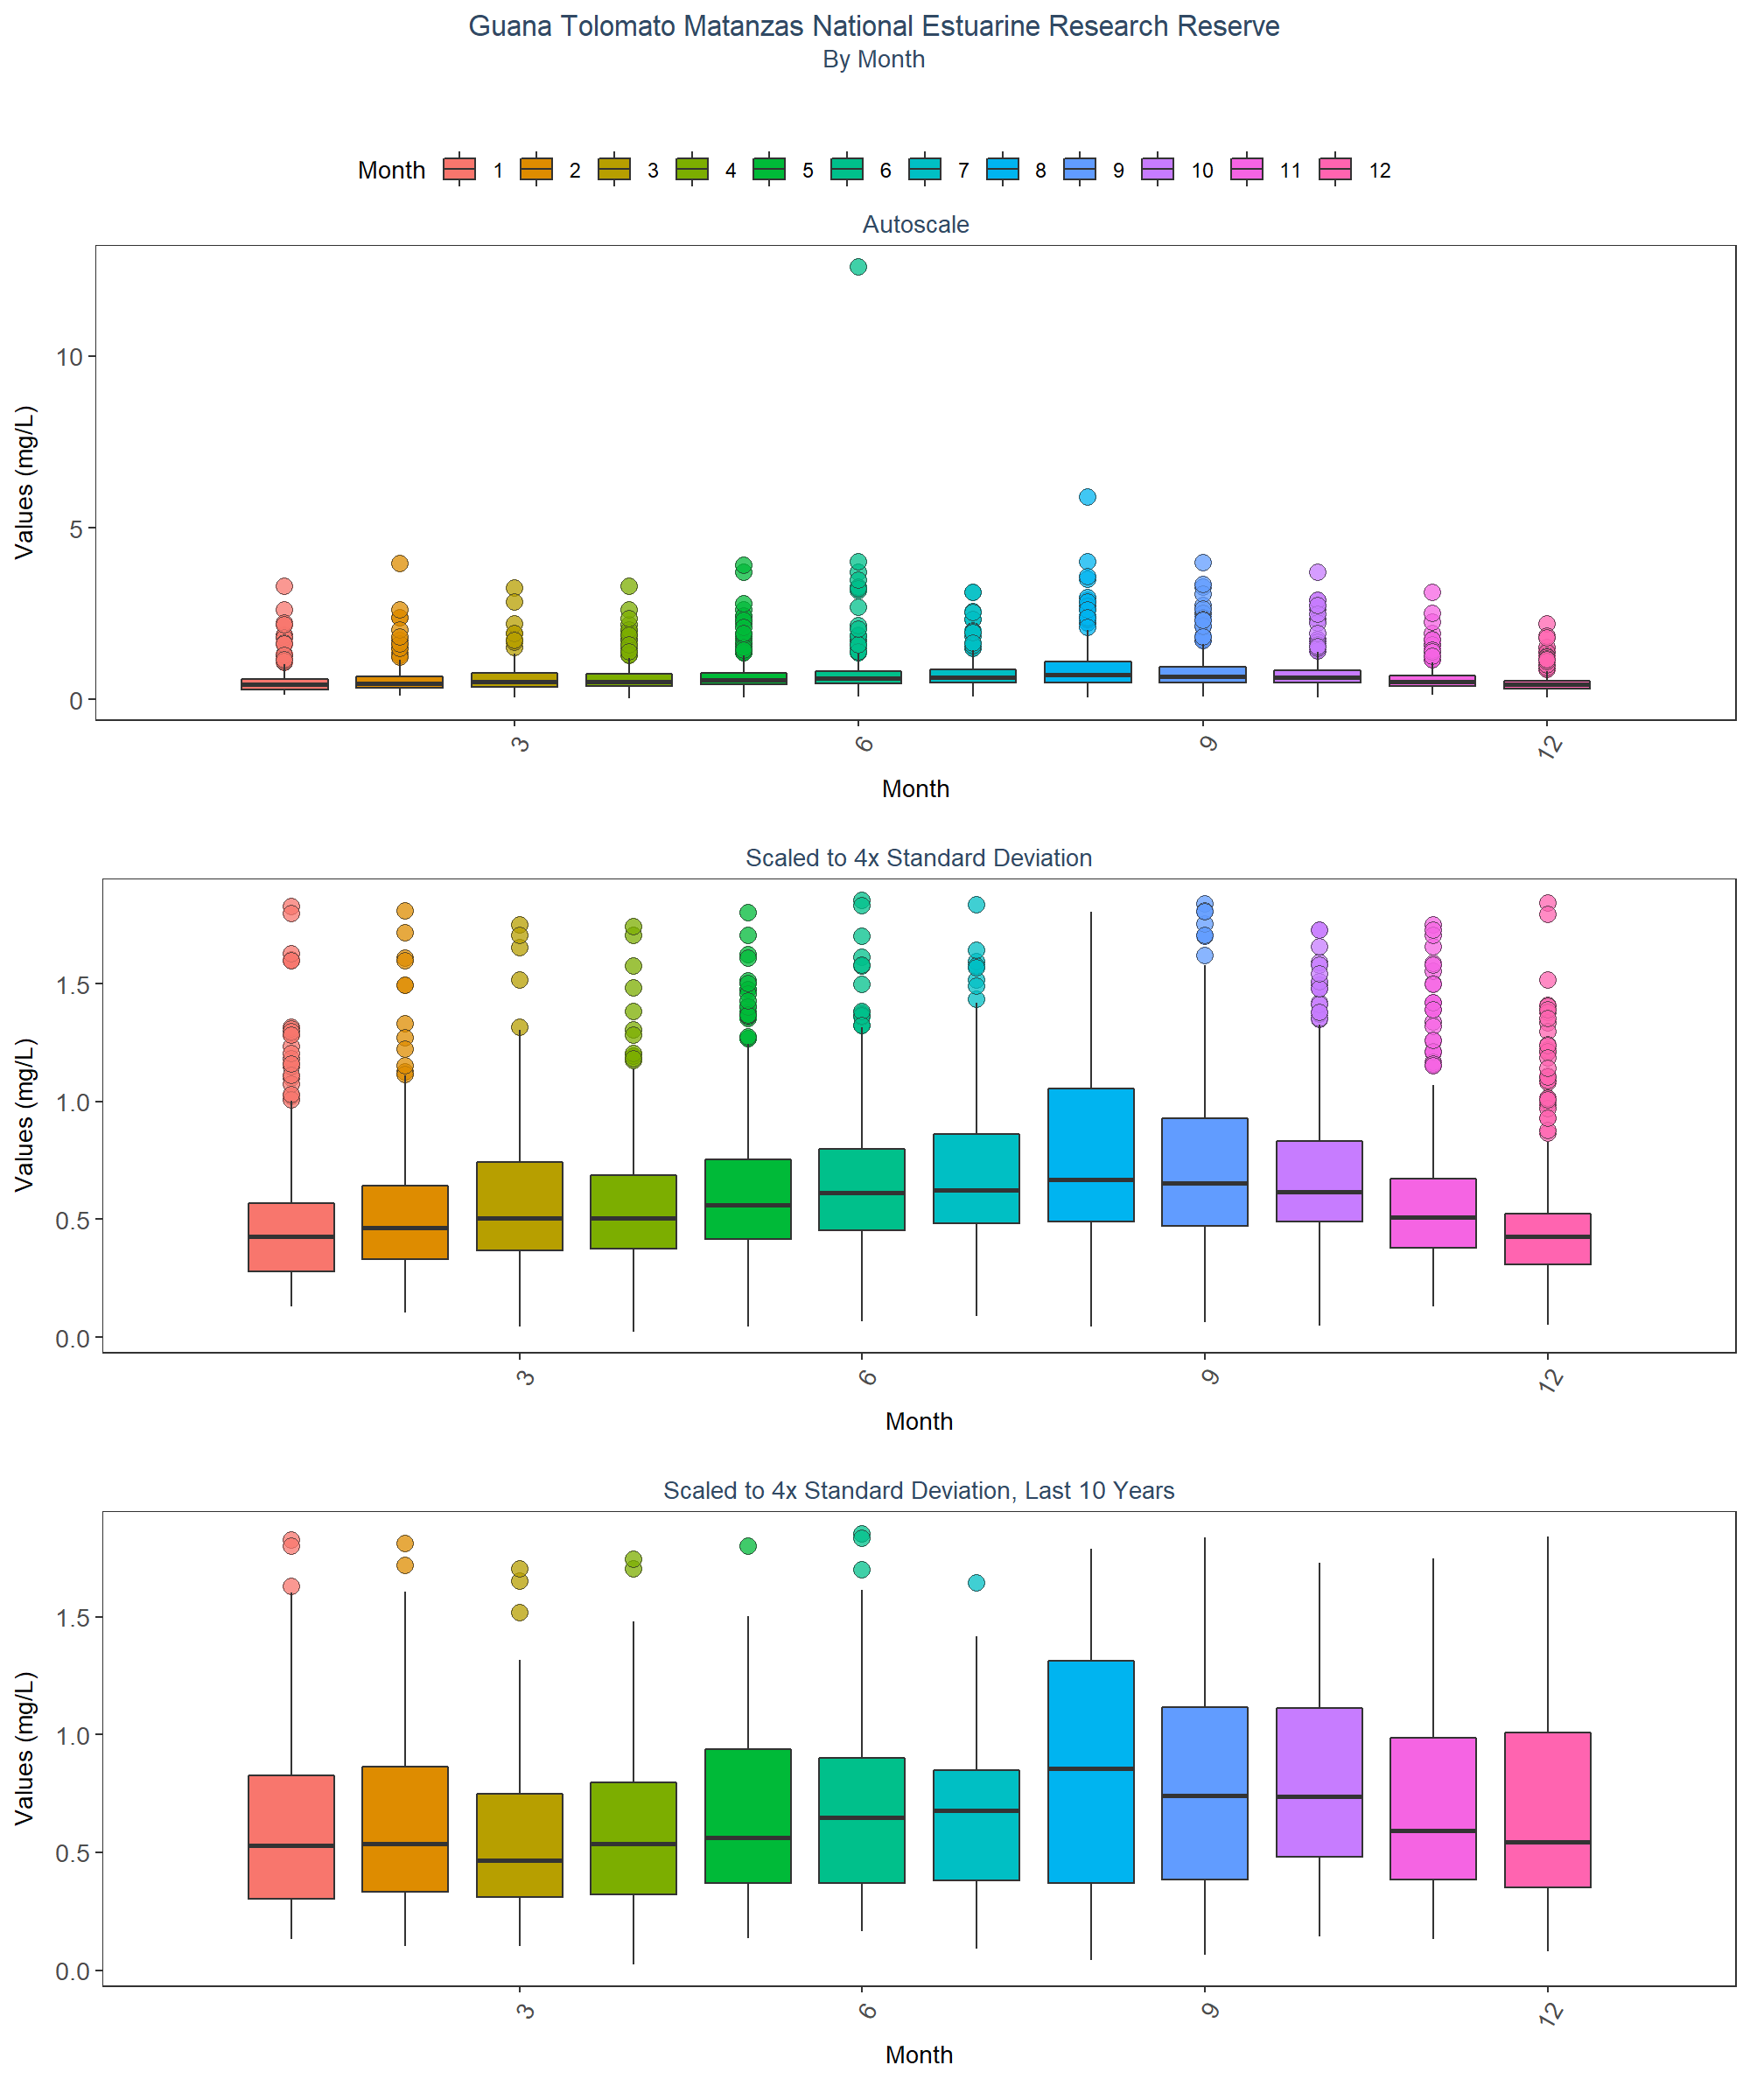 Guana Tolomato Matanzas National Estuarine Research Reserve
By Month
Month 1 2 3 4 5 6 7 8 9 10 11 12
Autoscale
Values (mg/L)
10
5
0
3 6 9 12
Month
Scaled to 4x Standard Deviation
Values (mg/L)
1.5
1.0
0.5
0.0
3 6 9 12
Month
Scaled to 4x Standard Deviation, Last 10 Years
Values (mg/L)
1.5
1.0
0.5
0.0
3 6 9 12
Month